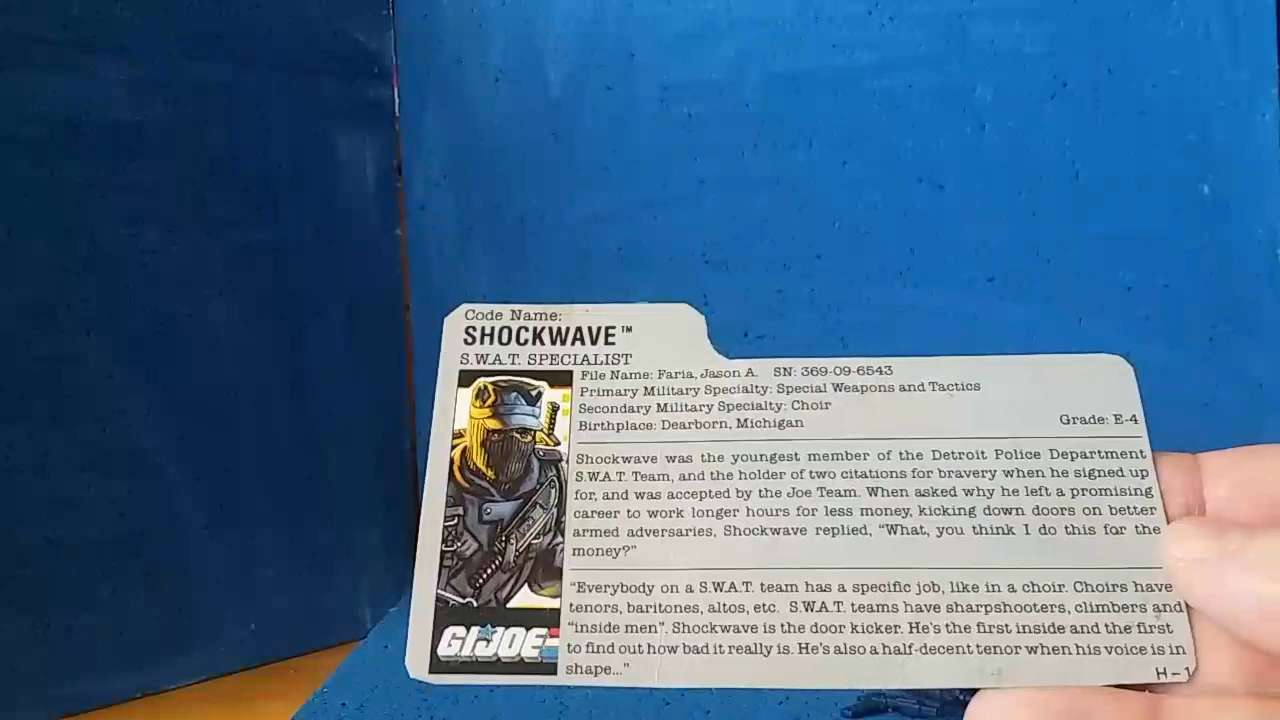 Code Name:
SHOCKWAVE™
S.W.A.T. SPECIALIST
File Name: Faria, Jason A. SN: 369-09-6543
Primary Military Specialty: Special Weapons and Tactics
Secondary Military Specialty: Choir
Birthplace: Dearborn, Michigan Grade: E-4
Shockwave was the youngest member of the Detroit Police Department
S.W.A.T. Team, and the holder of two citations for bravery when he signed up
for, and was accepted by the Joe Team. When asked why he left a promising
career to work longer hours for less money, kicking down doors on better
armed adversaries, Shockwave replied, “What, you think I do this for the
money?”
“Everybody on a S.W.A.T. team has a specific job, like in a choir. Choirs have
tenors, baritones, altos, etc. S.W.A.T. teams have sharpshooters, climbers and
“inside men”. Shockwave is the door kicker. He’s the first inside and the first
to find out how bad it really is. He’s also a half-decent tenor when his voice is in
shape...”
G.I.JOE
H-1